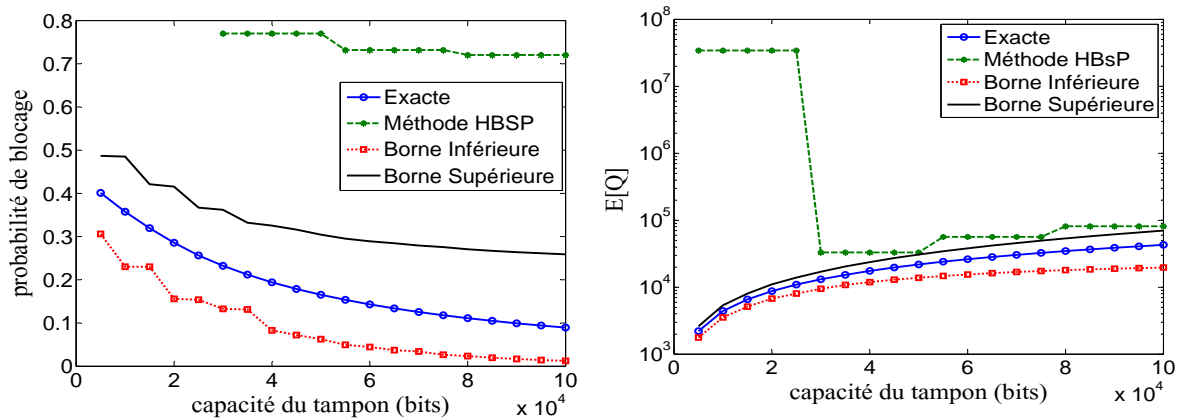 0.8
0.7
0.6
0.5
0.4
0.3
0.2
0.1
0
probabilité de blocage
0 2 4 6 8 10
x 10^4
capacité du tampon (bits)
Exacte
Méthode HBSP
Borne Inférieure
Borne Supérieure
10^8
10^7
10^6
10^5
10^4
10^3
E[Q]
0 2 4 6 8 10
x 10^4
capacité du tampon (bits)
Exacte
Méthode HBsP
Borne Inférieure
Borne Supérieure